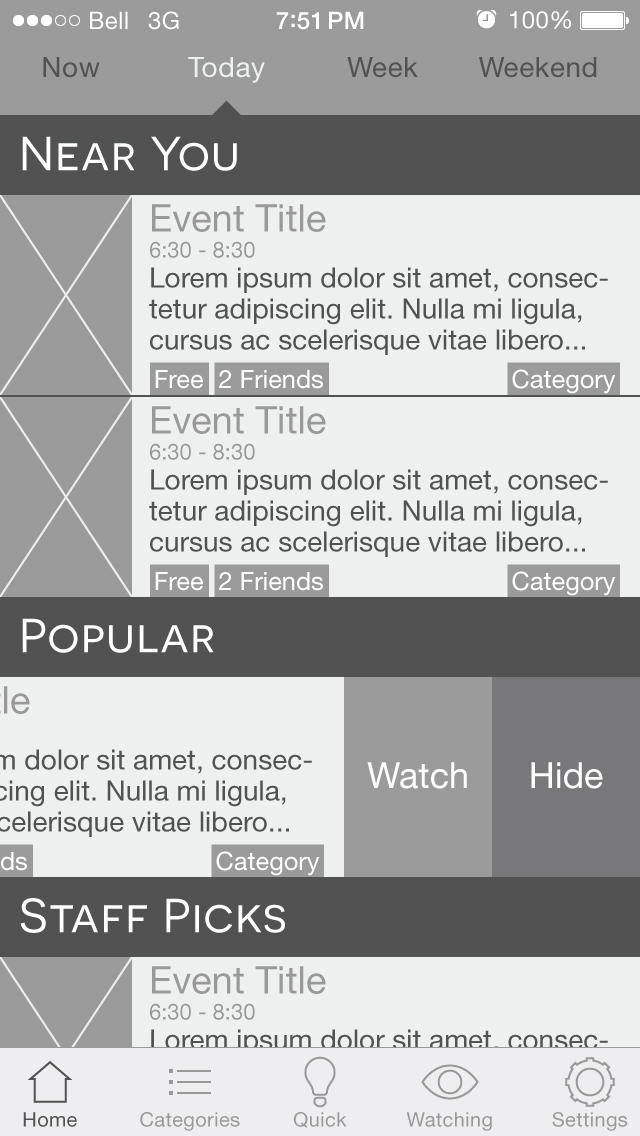 Bell 3G 7:51 PM 100%
Now Today Week Weekend
NEAR YOU
Event Title
6:30 - 8:30
Lorem ipsum dolor sit amet, consec-
tetur adipiscing elit. Nulla mi ligula,
cursus ac scelerisque vitae libero...
Free 2 Friends Category
Event Title
6:30 - 8:30
Lorem ipsum dolor sit amet, consec-
tetur adipiscing elit. Nulla mi ligula,
cursus ac scelerisque vitae libero...
Free 2 Friends Category
POPULAR
tle
m dolor sit amet, consec-
cing elit. Nulla mi ligula,
celerisque vitae libero...
ds Category
Watch Hide
STAFF PICKS
Event Title
6:30 - 8:30
Lorem ipsum dolor sit amet, consec-
Home Categories Quick Watching Settings